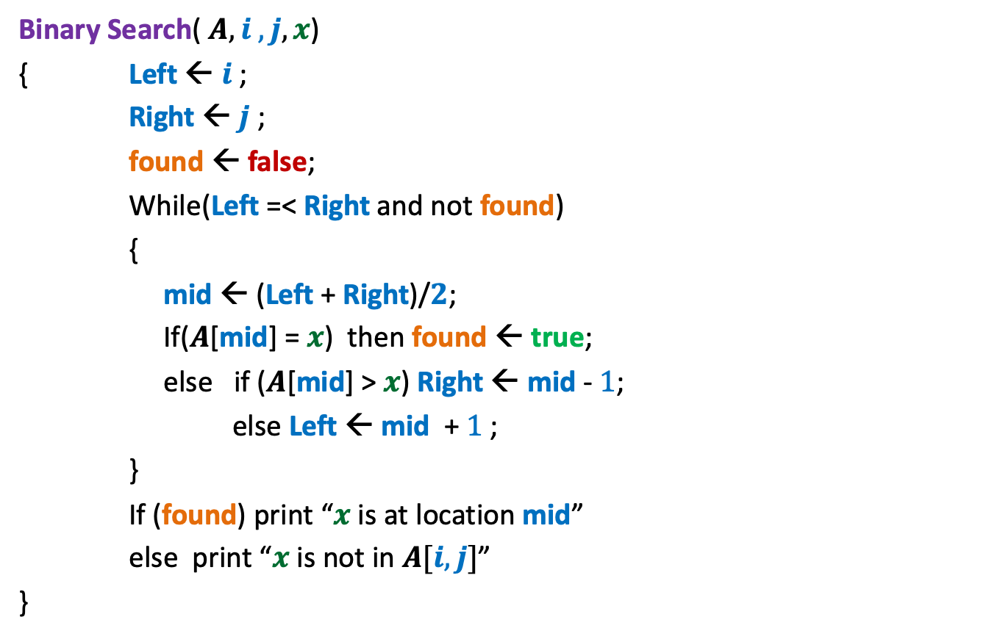 Binary Search( A, i , j, x)
{ Left ← i ;
Right ← j ;
found ← false;
While(Left =< Right and not found)
{
mid ← (Left + Right)/2;
If(A[mid] = x) then found ← true;
else if (A[mid] > x) Right ← mid - 1;
else Left ← mid + 1 ;
}
If (found) print “x is at location mid”
else print “x is not in A[i, j]”
}